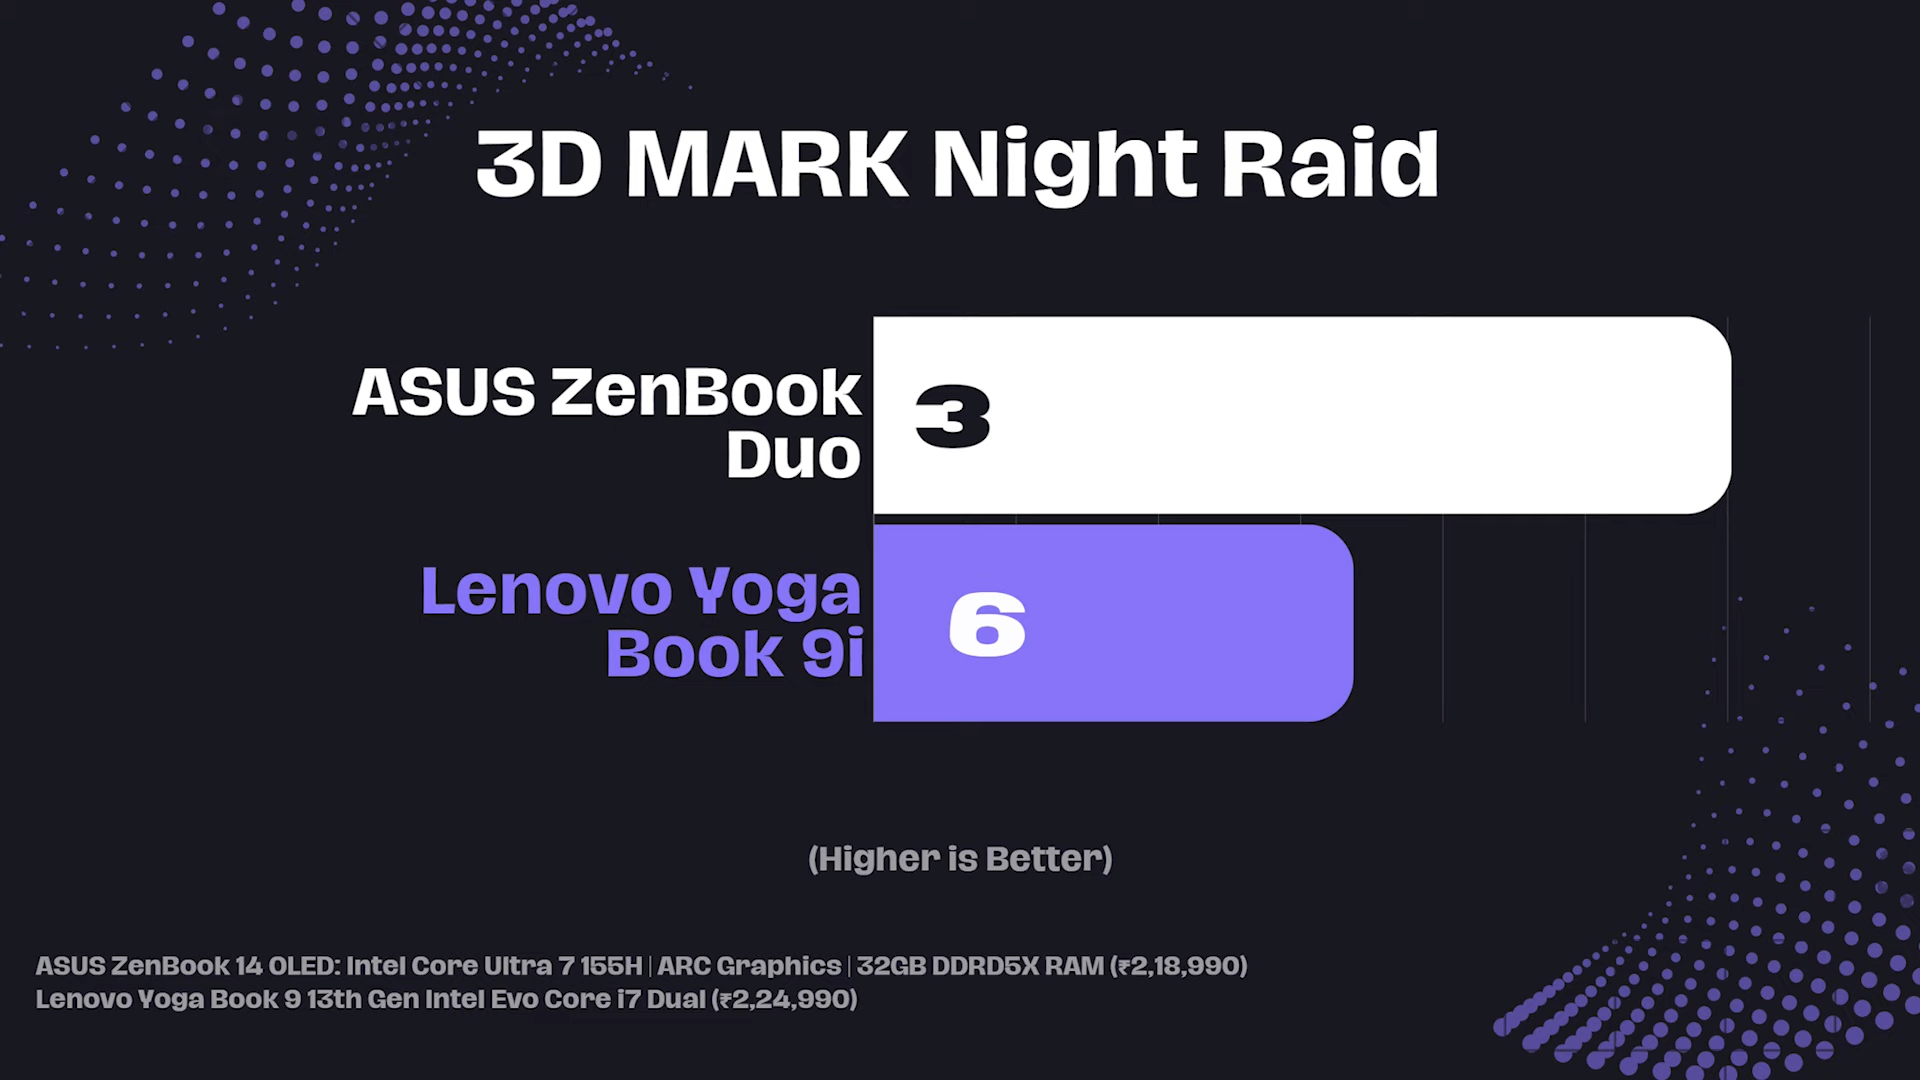 3D MARK Night Raid
ASUS ZenBook
Duo
3
Lenovo Yoga
Book 9i
6
(Higher is Better)
ASUS ZenBook 14 OLED: Intel Core Ultra 7 155H | ARC Graphics | 32GB DDRD5X RAM (₹2,18,990)
Lenovo Yoga Book 9 13th Gen Intel Evo Core i7 Dual (₹2,24,990)